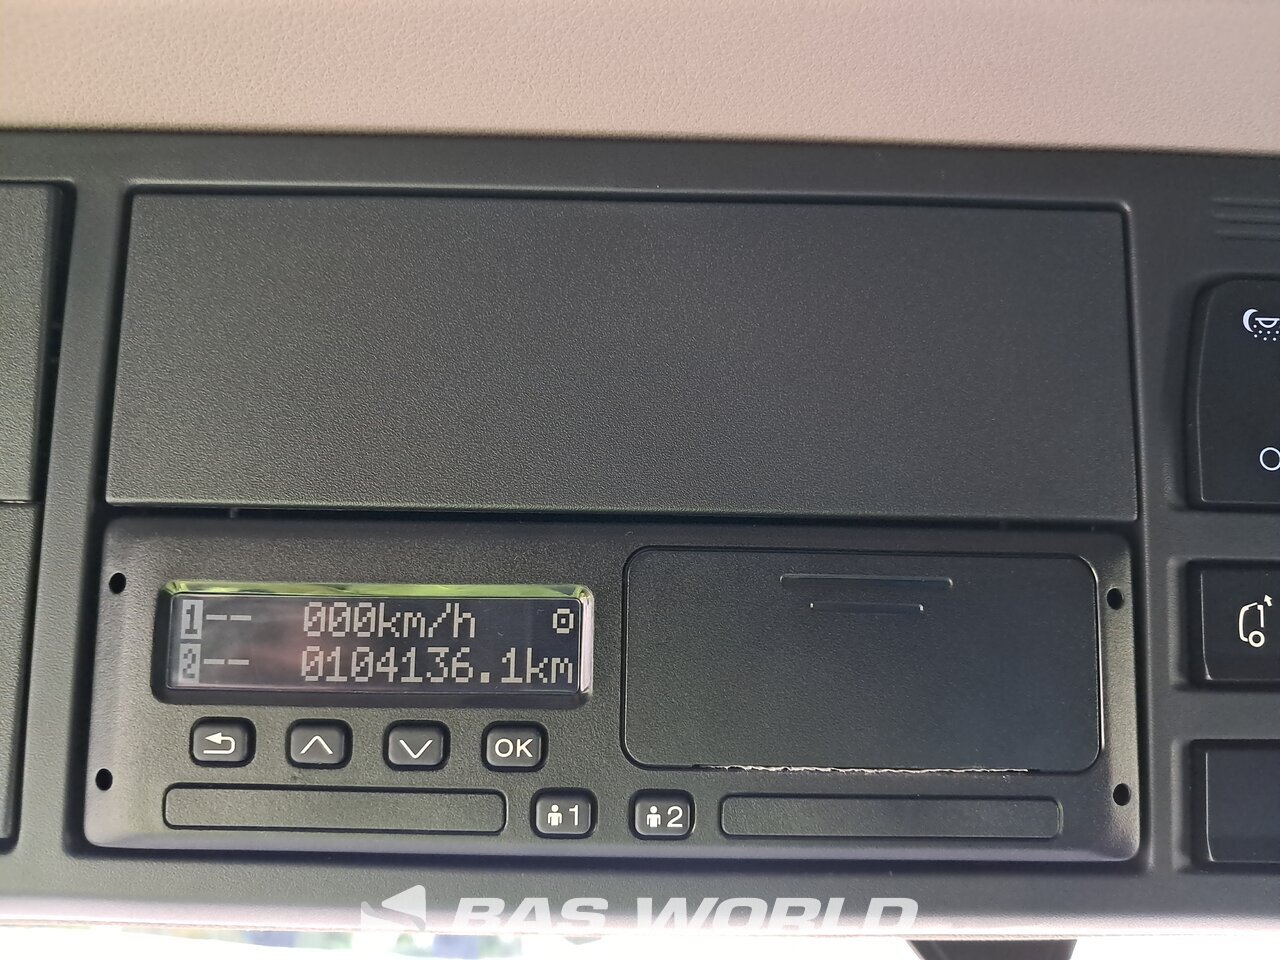 1-- 000km/h
2-- 0104136.1km
OK
1 2
BAS WORLD